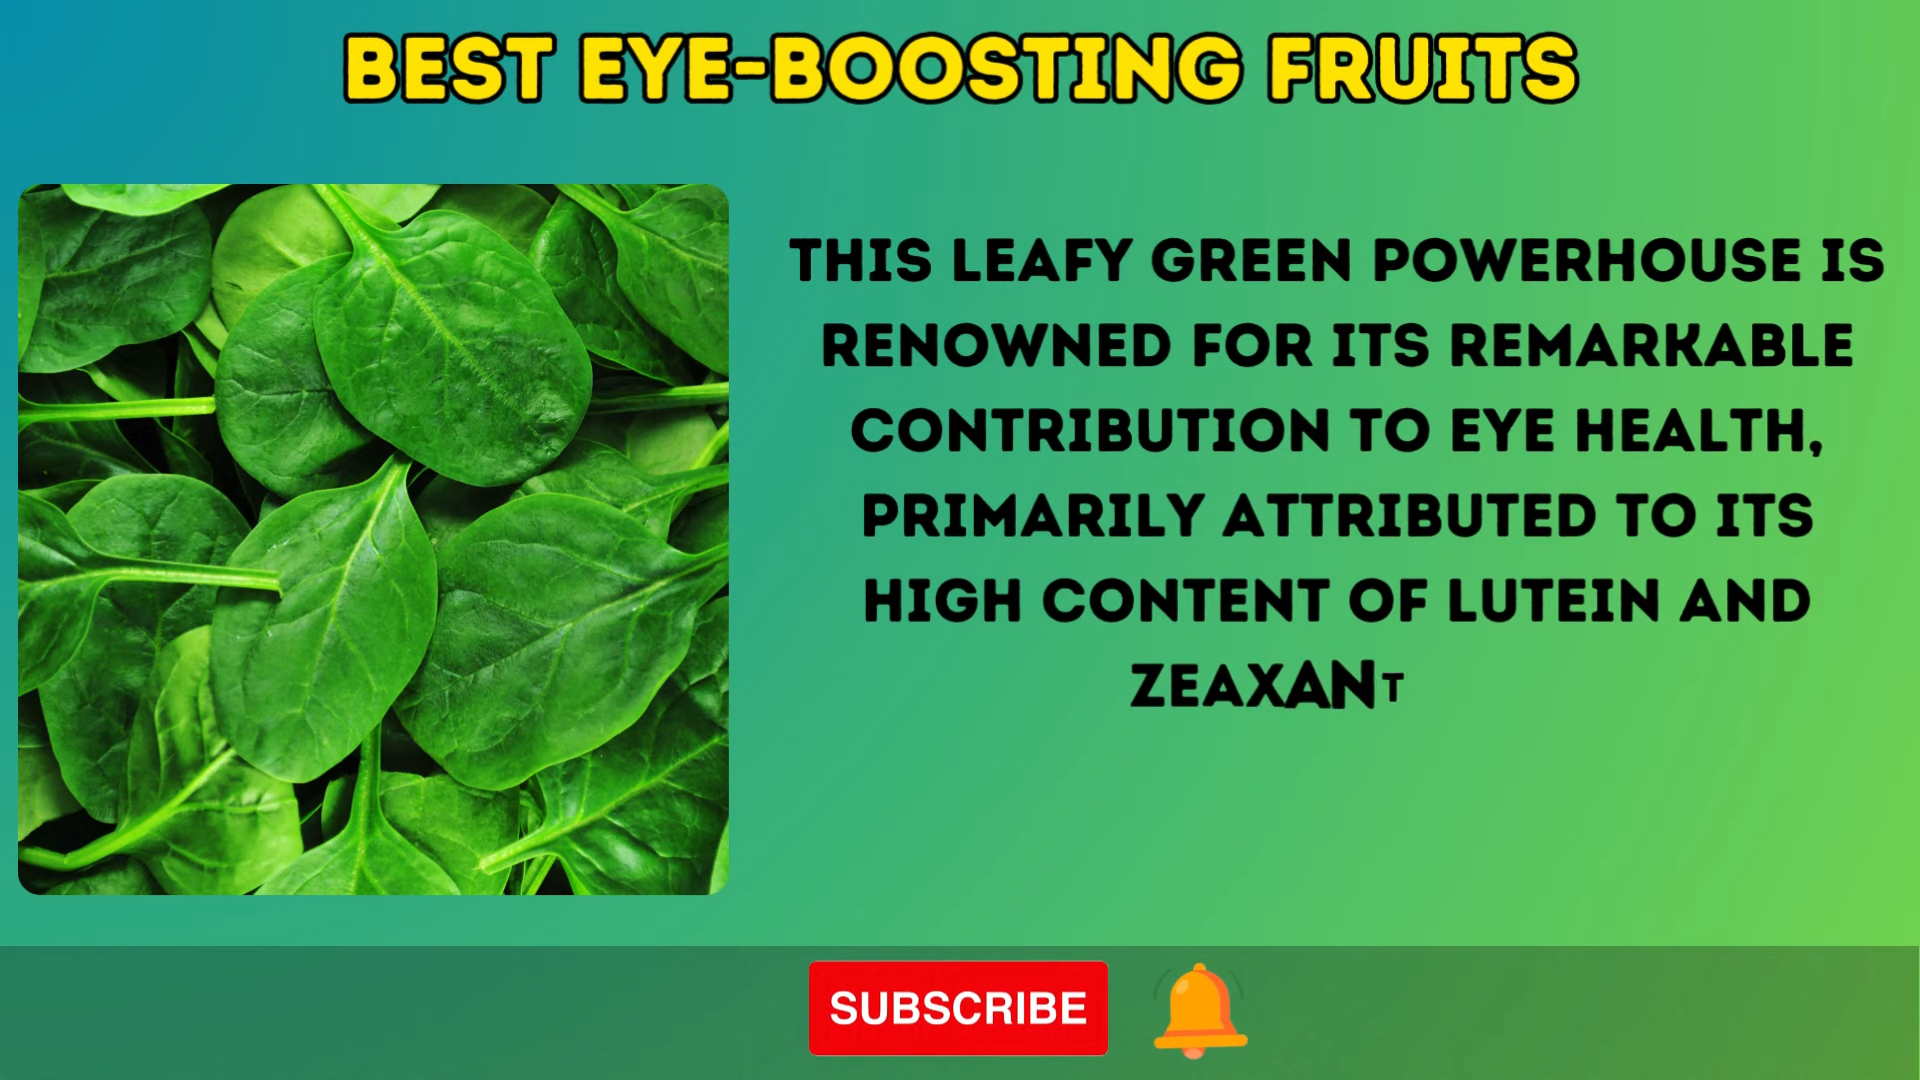 BEST EYE-BOOSTING FRUITS
THIS LEAFY GREEN POWERHOUSE IS
RENOWNED FOR ITS REMARKABLE
CONTRIBUTION TO EYE HEALTH,
PRIMARILY ATTRIBUTED TO ITS
HIGH CONTENT OF LUTEIN AND
ZEAXANT
SUBSCRIBE